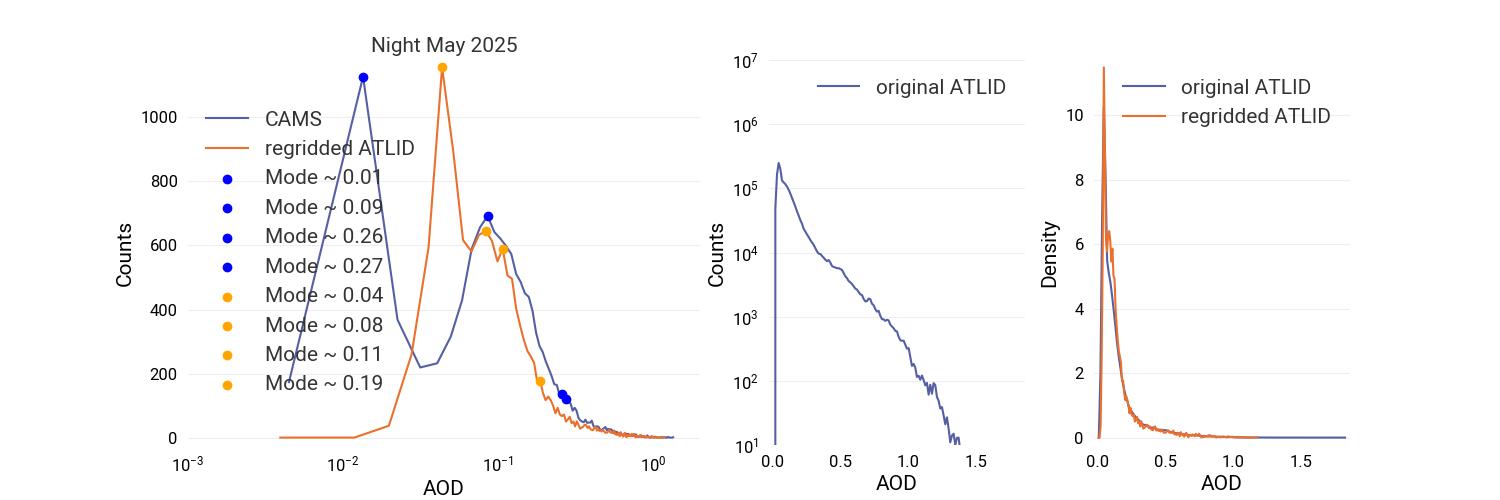 Night May 2025
Counts
1000
800
600
400
200
0
10⁻³
10⁻²
10⁻¹
10⁰
AOD
CAMS
regridded ATLID
Mode ~ 0.01
Mode ~ 0.09
Mode ~ 0.26
Mode ~ 0.27
Mode ~ 0.04
Mode ~ 0.08
Mode ~ 0.11
Mode ~ 0.19
Counts
10⁷
10⁶
10⁵
10⁴
10³
10²
10¹
0.0
0.5
1.0
1.5
AOD
original ATLID
Density
10
8
6
4
2
0
0.0
0.5
1.0
1.5
AOD
original ATLID
regridded ATLID